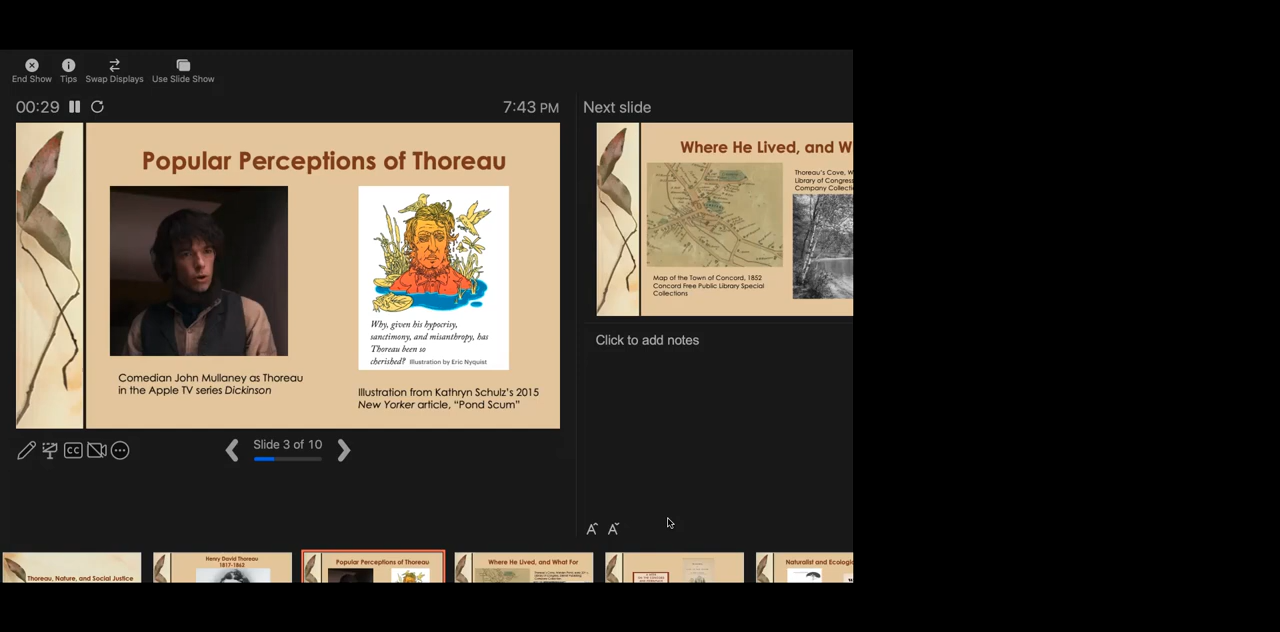 End Show
Tips
Swap Displays
Use Slide Show
00:29
7:43 PM
Next slide
Popular Perceptions of Thoreau
Why, given his hypocrisy,
sanctimony, and misanthropy, has
Thoreau been so
cherished? Illustration by Eric Nyquist
Comedian John Mullaney as Thoreau
in the Apple TV series Dickinson
Illustration from Kathryn Schulz's 2015
New Yorker article, “Pond Scum”
Where He Lived, and W
Thoreau's Cove, W
Library of Congress
Company Collecti
Map of the Town of Concord, 1852
Concord Free Public Library Special
Collections
Click to add notes
CC
Slide 3 of 10
A
A
Thoreau, Nature, and Social Justice
Henry David Thoreau
1817-1862
Popular Perceptions of Thoreau
Where He Lived, and What For
Naturalist and Ecologi